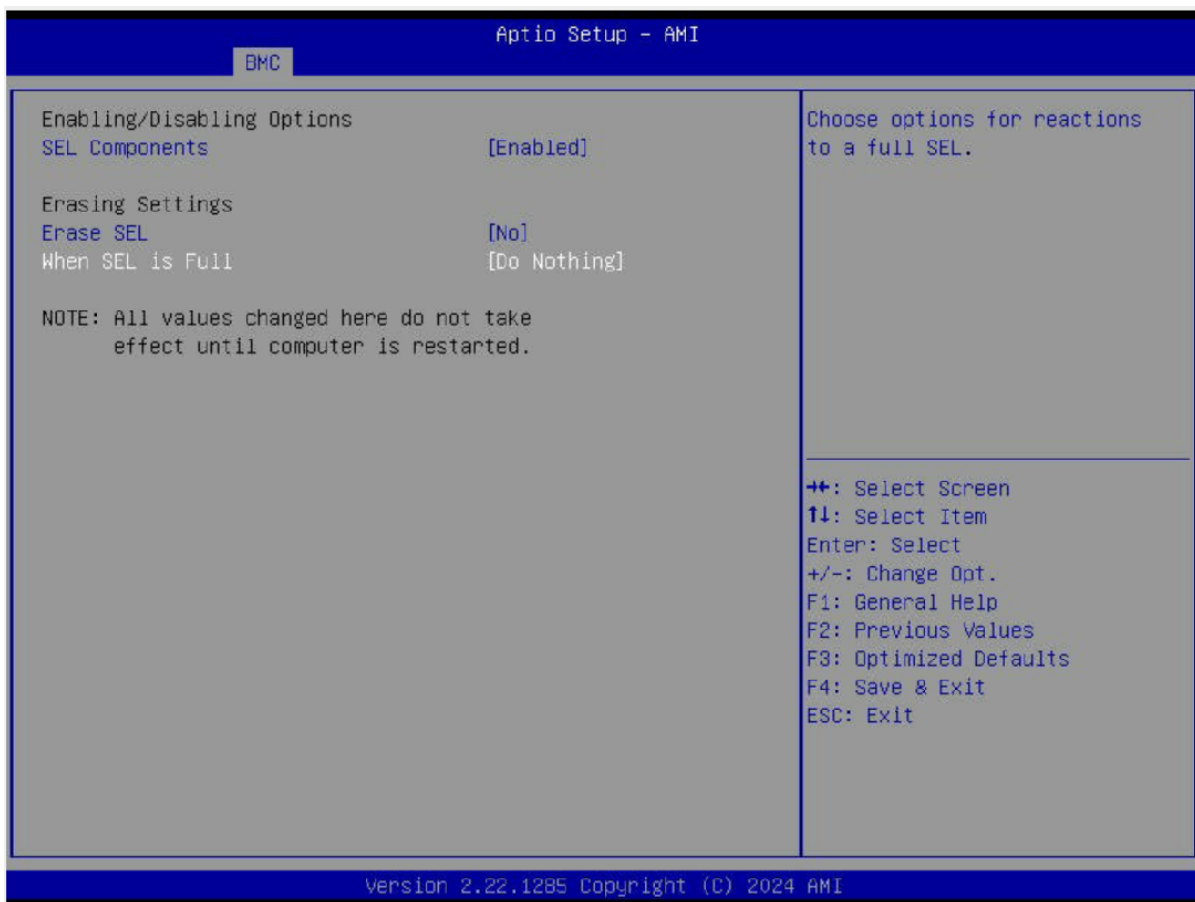 Aptio Setup - AMI
BMC
Enabling/Disabling Options
SEL Components [Enabled]
Erasing Settings
Erase SEL [No]
When SEL is Full [Do Nothing]
NOTE: All values changed here do not take
effect until computer is restarted.
Choose options for reactions
to a full SEL.
→←: Select Screen
↑↓: Select Item
Enter: Select
+/-: Change Opt.
F1: General Help
F2: Previous Values
F3: Optimized Defaults
F4: Save & Exit
ESC: Exit
Version 2.22.1285 Copyright (C) 2024 AMI